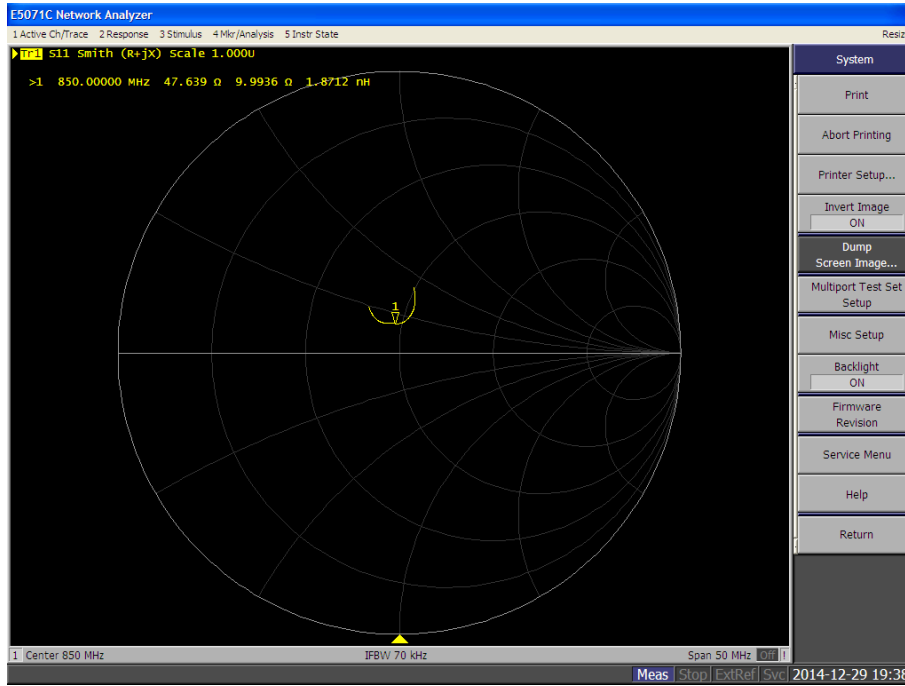 E5071C Network Analyzer
1 Active Ch/Trace 2 Response 3 Stimulus 4 Mkr/Analysis 5 Instr State
Resiz
Tr1 S11 Smith (R+jX) Scale 1.000U
>1 850.00000 MHz 47.639 Ω 9.9936 Ω 1.8712 nH
1
System
Print
Abort Printing
Printer Setup...
Invert Image
ON
Dump
Screen Image...
Multiport Test Set
Setup
Misc Setup
Backlight
ON
Firmware
Revision
Service Menu
Help
Return
1 Center 850 MHz IFBW 70 kHz Span 50 MHz Off !
Meas Stop ExtRef Svc 2014-12-29 19:38